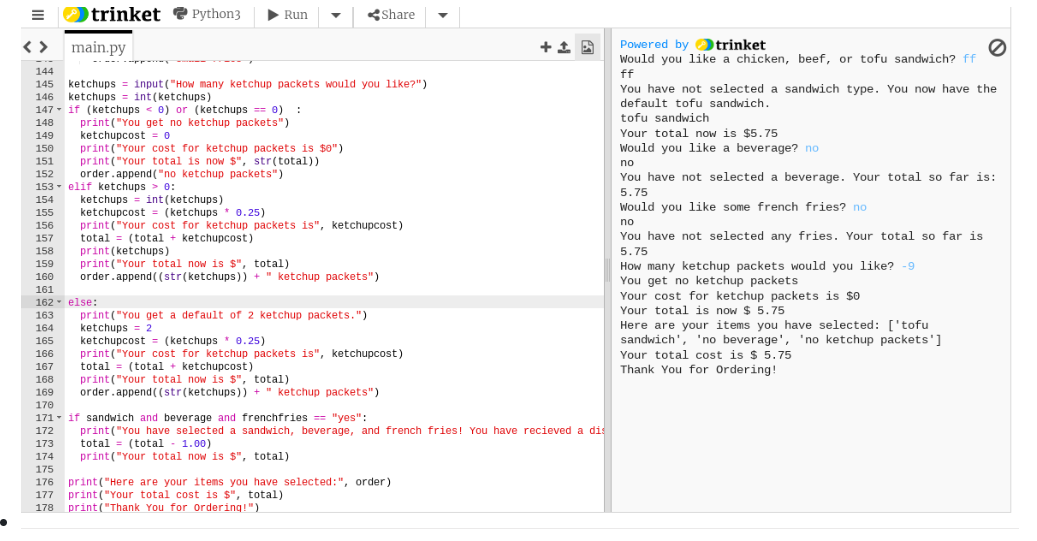 trinket Python3 Run Share
main.py
144
145 ketchups = input("How many ketchup packets would you like?")
146 ketchups = int(ketchups)
147 if (ketchups < 0) or (ketchups == 0)  :
148   print("You get no ketchup packets")
149   ketchupcost = 0
150   print("Your cost for ketchup packets is $0")
151   print("Your total is now $", str(total))
152   order.append("no ketchup packets")
153 elif ketchups > 0:
154   ketchups = int(ketchups)
155   ketchupcost = (ketchups * 0.25)
156   print("Your cost for ketchup packets is", ketchupcost)
157   total = (total + ketchupcost)
158   print(ketchups)
159   print("Your total now is $", total)
160   order.append((str(ketchups)) + " ketchup packets")
161
162 else:
163   print("You get a default of 2 ketchup packets.")
164   ketchups = 2
165   ketchupcost = (ketchups * 0.25)
166   print("Your cost for ketchup packets is", ketchupcost)
167   total = (total + ketchupcost)
168   print("Your total now is $", total)
169   order.append((str(ketchups)) + " ketchup packets")
170
171 if sandwich and beverage and frenchfries == "yes":
172   print("You have selected a sandwich, beverage, and french fries! You have recieved a dis
173   total = (total - 1.00)
174   print("Your total now is $", total)
175
176 print("Here are your items you have selected:", order)
177 print("Your total cost is $", total)
178 print("Thank You for Ordering!")
Powered by trinket
Would you like a chicken, beef, or tofu sandwich? ff
ff
You have not selected a sandwich type. You now have the
default tofu sandwich.
tofu sandwich
Your total now is $5.75
Would you like a beverage? no
no
You have not selected a beverage. Your total so far is:
5.75
Would you like some french fries? no
no
You have not selected any fries. Your total so far is
5.75
How many ketchup packets would you like? -9
You get no ketchup packets
Your cost for ketchup packets is $0
Your total is now $ 5.75
Here are your items you have selected: ['tofu
sandwich', 'no beverage', 'no ketchup packets']
Your total cost is $ 5.75
Thank You for Ordering!